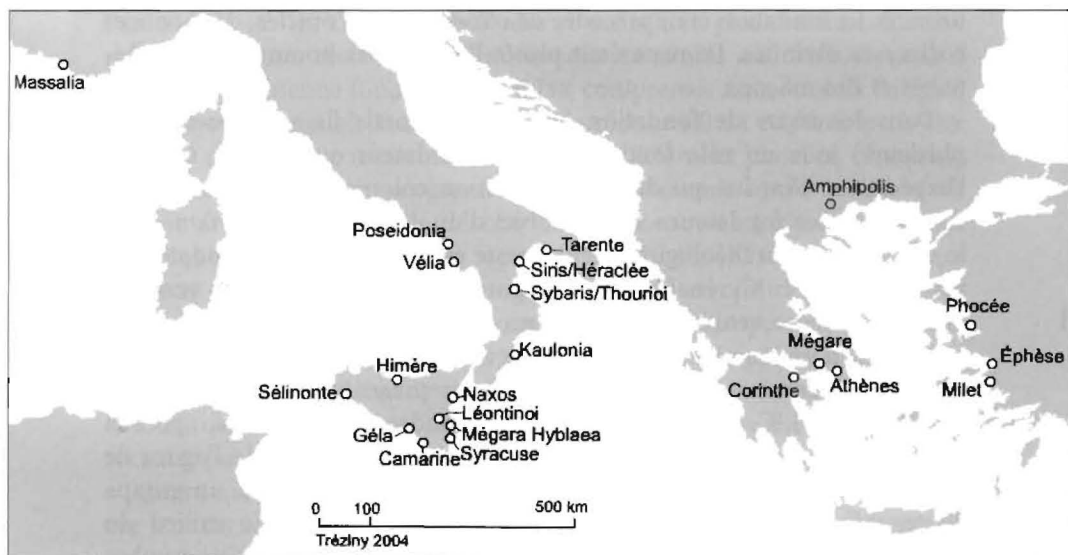 Massalia
Amphipolis
Poseidonia
Tarente
Vélia
Siris/Héraclée
Sybaris/Thourioi
Phocée
Mégare
Kaulonia
Himère
Éphèse
Sélinonte
Naxos
Corinthe
Athènes
Milet
Léontinoi
Géla
Mégara Hyblaea
Camarine
Syracuse
0 100 500 km
Tréziny 2004